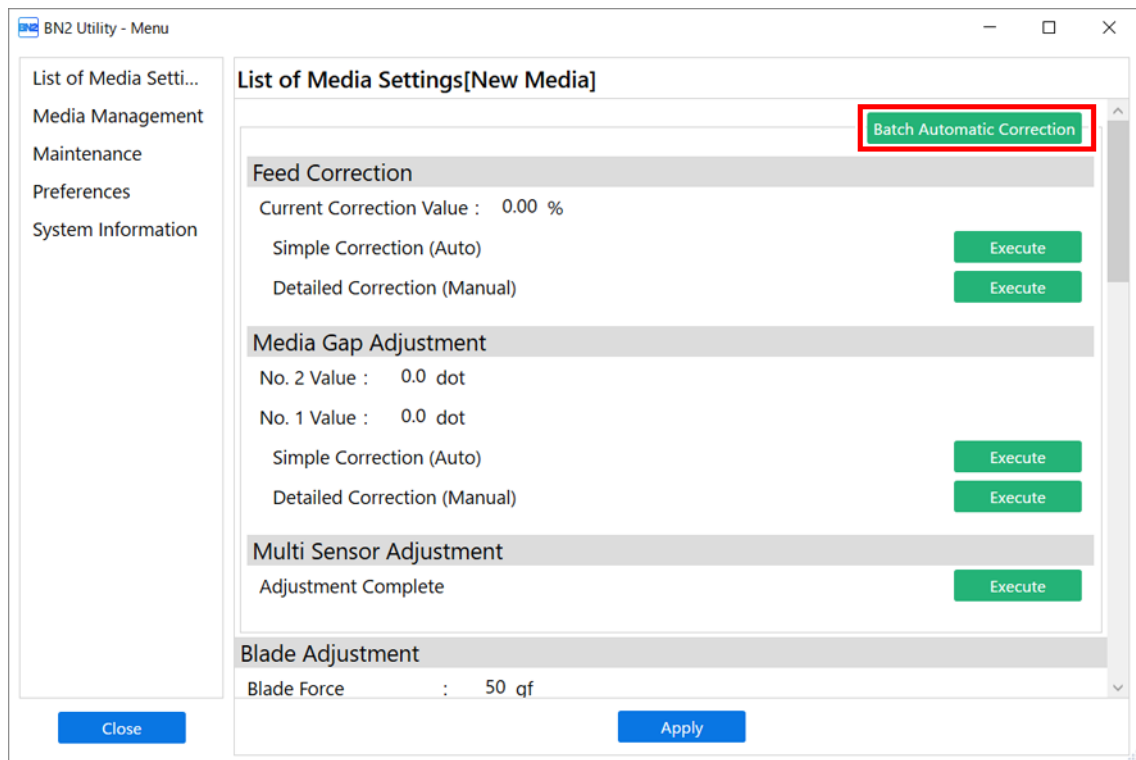 BN2 BN2 Utility - Menu
List of Media Setti...
Media Management
Maintenance
Preferences
System Information
Close
List of Media Settings[New Media]
Batch Automatic Correction
Feed Correction
Current Correction Value : 0.00 %
Simple Correction (Auto) Execute
Detailed Correction (Manual) Execute
Media Gap Adjustment
No. 2 Value : 0.0 dot
No. 1 Value : 0.0 dot
Simple Correction (Auto) Execute
Detailed Correction (Manual) Execute
Multi Sensor Adjustment
Adjustment Complete Execute
Blade Adjustment
Blade Force : 50 gf
Apply